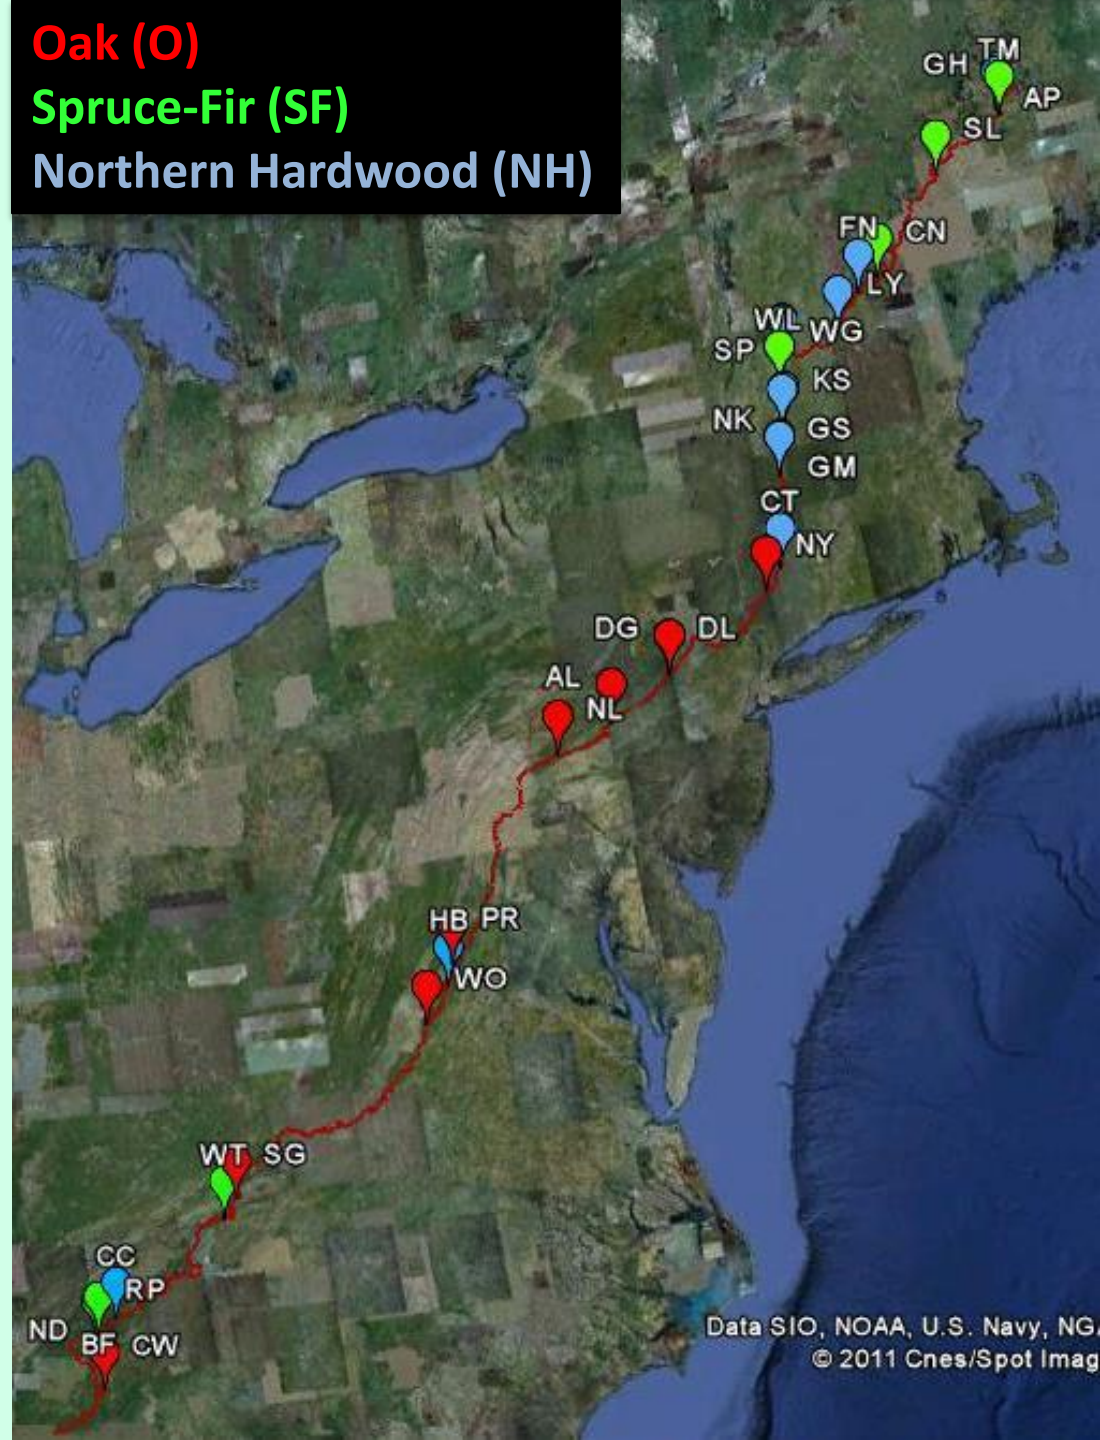 Oak (O)
Spruce-Fir (SF)
Northern Hardwood (NH)
TM
GH
AP
SL
FN CN
LY
WL WG
SP
KS
NK GS
GM
CT
NY
DG DL
AL
NL
HB PR
WO
WT SG
CC
RP
ND
BF CW
Data SIO, NOAA, U.S. Navy, NGA
© 2011 Cnes/Spot Imag